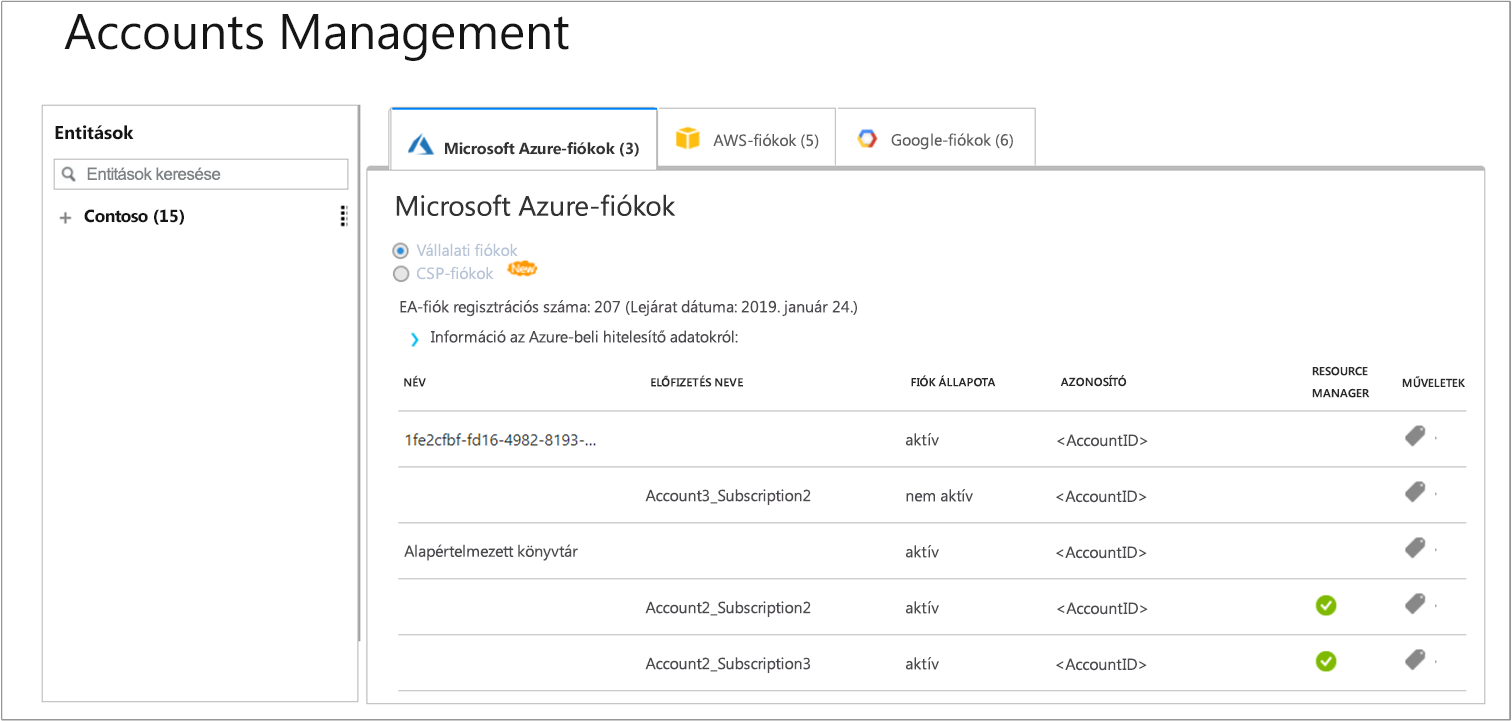 Accounts Management
Entitások
Entitások keresése
+ Contoso (15)
Microsoft Azure-fiókok (3)
AWS-fiókok (5)
Google-fiókok (6)
Microsoft Azure-fiókok
Vállalati fiókok
CSP-fiókok New
EA-fiók regisztrációs száma: 207 (Lejárat dátuma: 2019. január 24.)
Információ az Azure-beli hitelesítő adatokról:
NÉV ELŐFIZETÉS NEVE FIÓK ÁLLAPOTA AZONOSÍTÓ RESOURCE MANAGER MŰVELETEK
1fe2cfbf-fd16-4982-8193-... aktív <AccountID>
Account3_Subscription2 nem aktív <AccountID>
Alapértelmezett könyvtár aktív <AccountID>
Account2_Subscription2 aktív <AccountID>
Account2_Subscription3 aktív <AccountID>